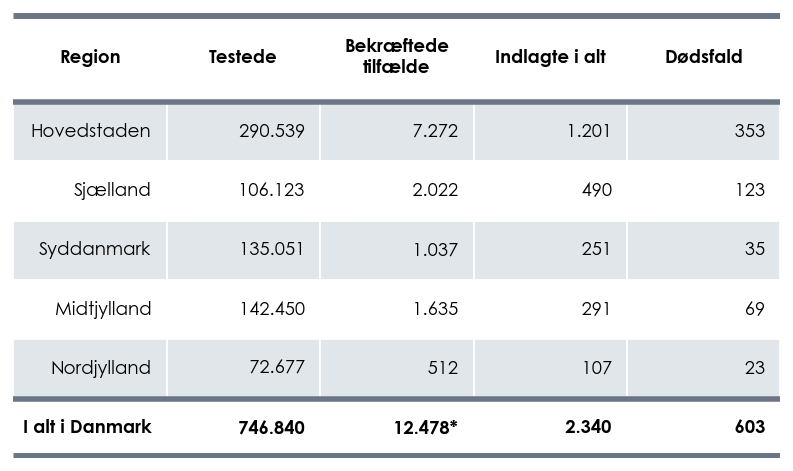 Region Testede Bekræftede tilfælde Indlagte i alt Dødsfald
Hovedstaden 290.539 7.272 1.201 353
Sjælland 106.123 2.022 490 123
Syddanmark 135.051 1.037 251 35
Midtjylland 142.450 1.635 291 69
Nordjylland 72.677 512 107 23
I alt i Danmark 746.840 12.478* 2.340 603